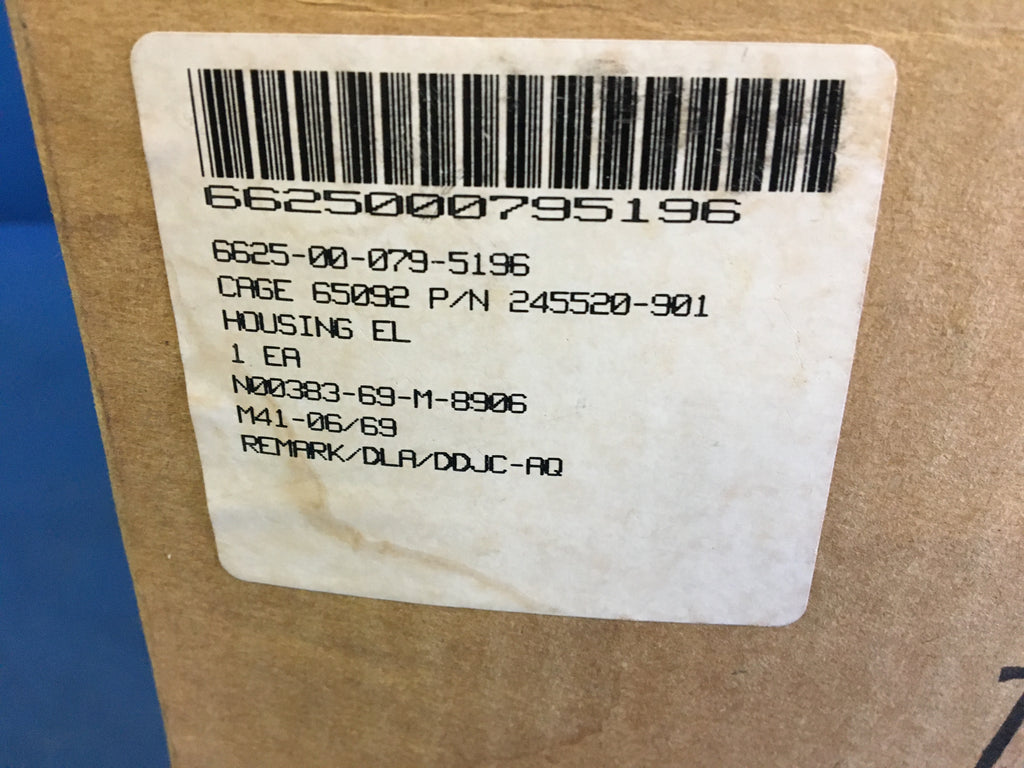 6625000795196
6625-00-079-5196
CAGE 65092 P/N 245520-901
HOUSING EL
1 EA
N00383-69-M-8906
M41-06/69
REMARK/DLA/DDJC-AQ